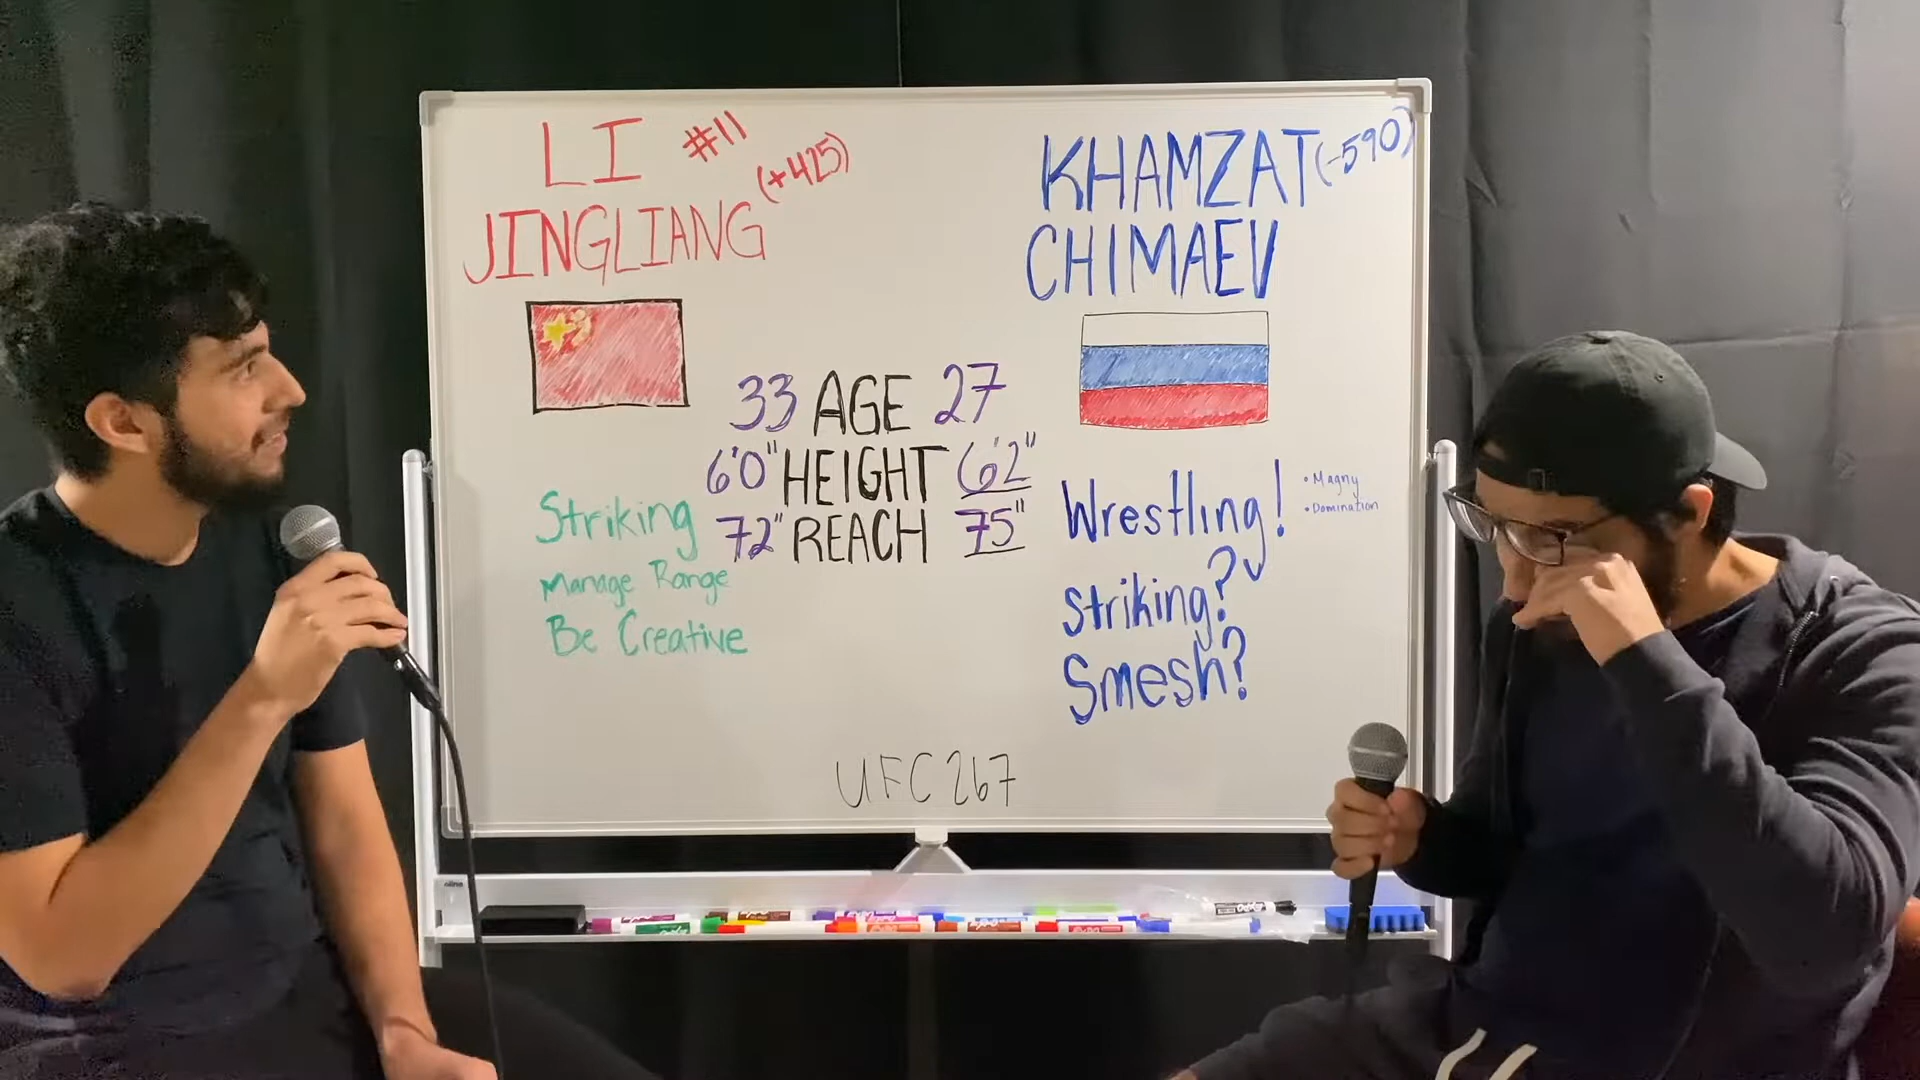 LI #11
(+425)
JINGLIANG
KHAMZAT (-590)
CHIMAEV
33 AGE 27
6'0" HEIGHT 6'2"
72" REACH 75"
Striking
Manage Range
Be Creative
Wrestling!
• Magny
• Domination
Striking?
Smesh?
UFC 267